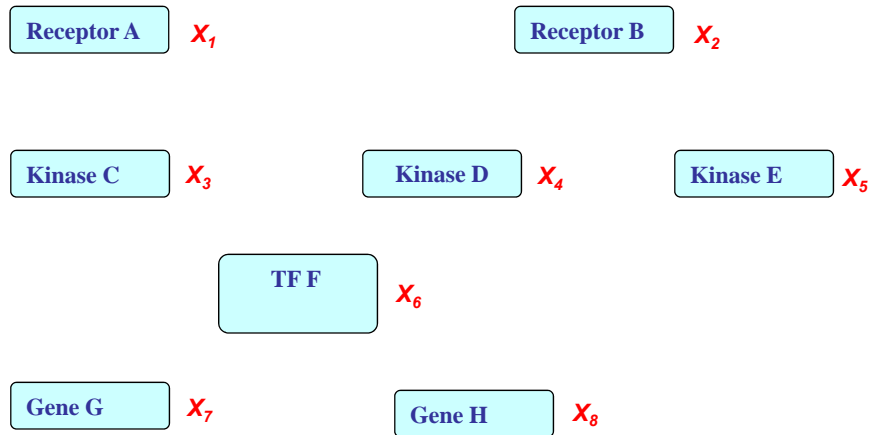 Receptor A X1
Receptor B X2
Kinase C X3
Kinase D X4
Kinase E X5
TF F X6
Gene G X7
Gene H X8